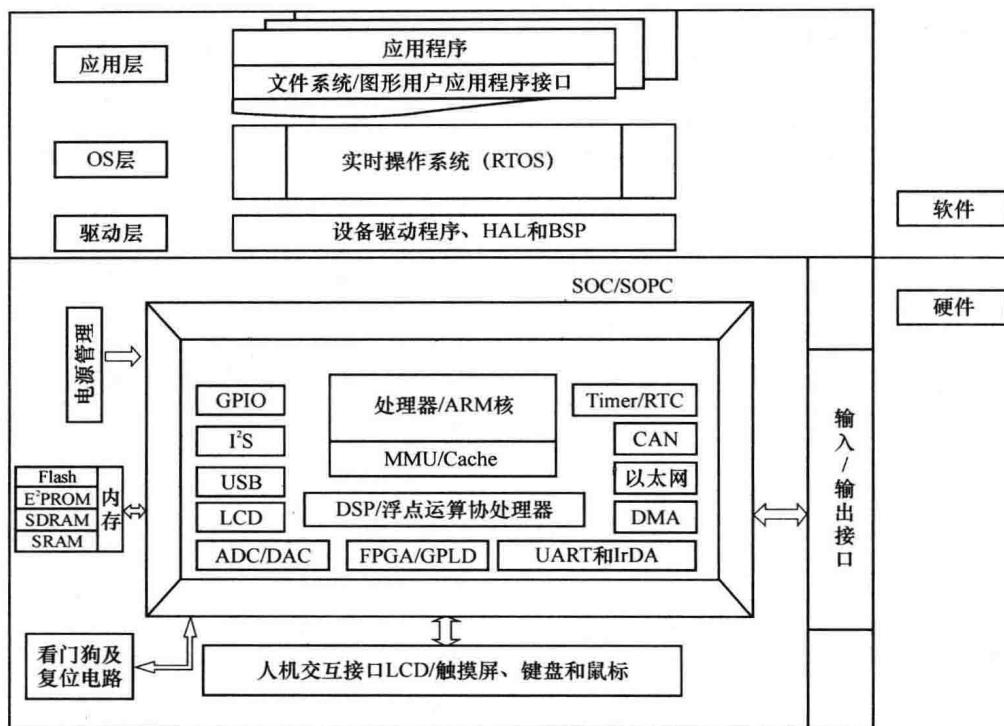 应用层
应用程序
文件系统/图形用户应用程序接口
OS层
实时操作系统（RTOS）
驱动层
设备驱动程序、HAL和BSP
软件
硬件
SOC/SOPC
电源管理
GPIO
I²S
USB
LCD
处理器/ARM核
MMU/Cache
DSP/浮点运算协处理器
Timer/RTC
CAN
以太网
DMA
ADC/DAC
FPGA/GPLD
UART和IrDA
Flash
E²PROM
SDRAM
SRAM
内存
输入/输出接口
看门狗及
复位电路
人机交互接口LCD/触摸屏、键盘和鼠标